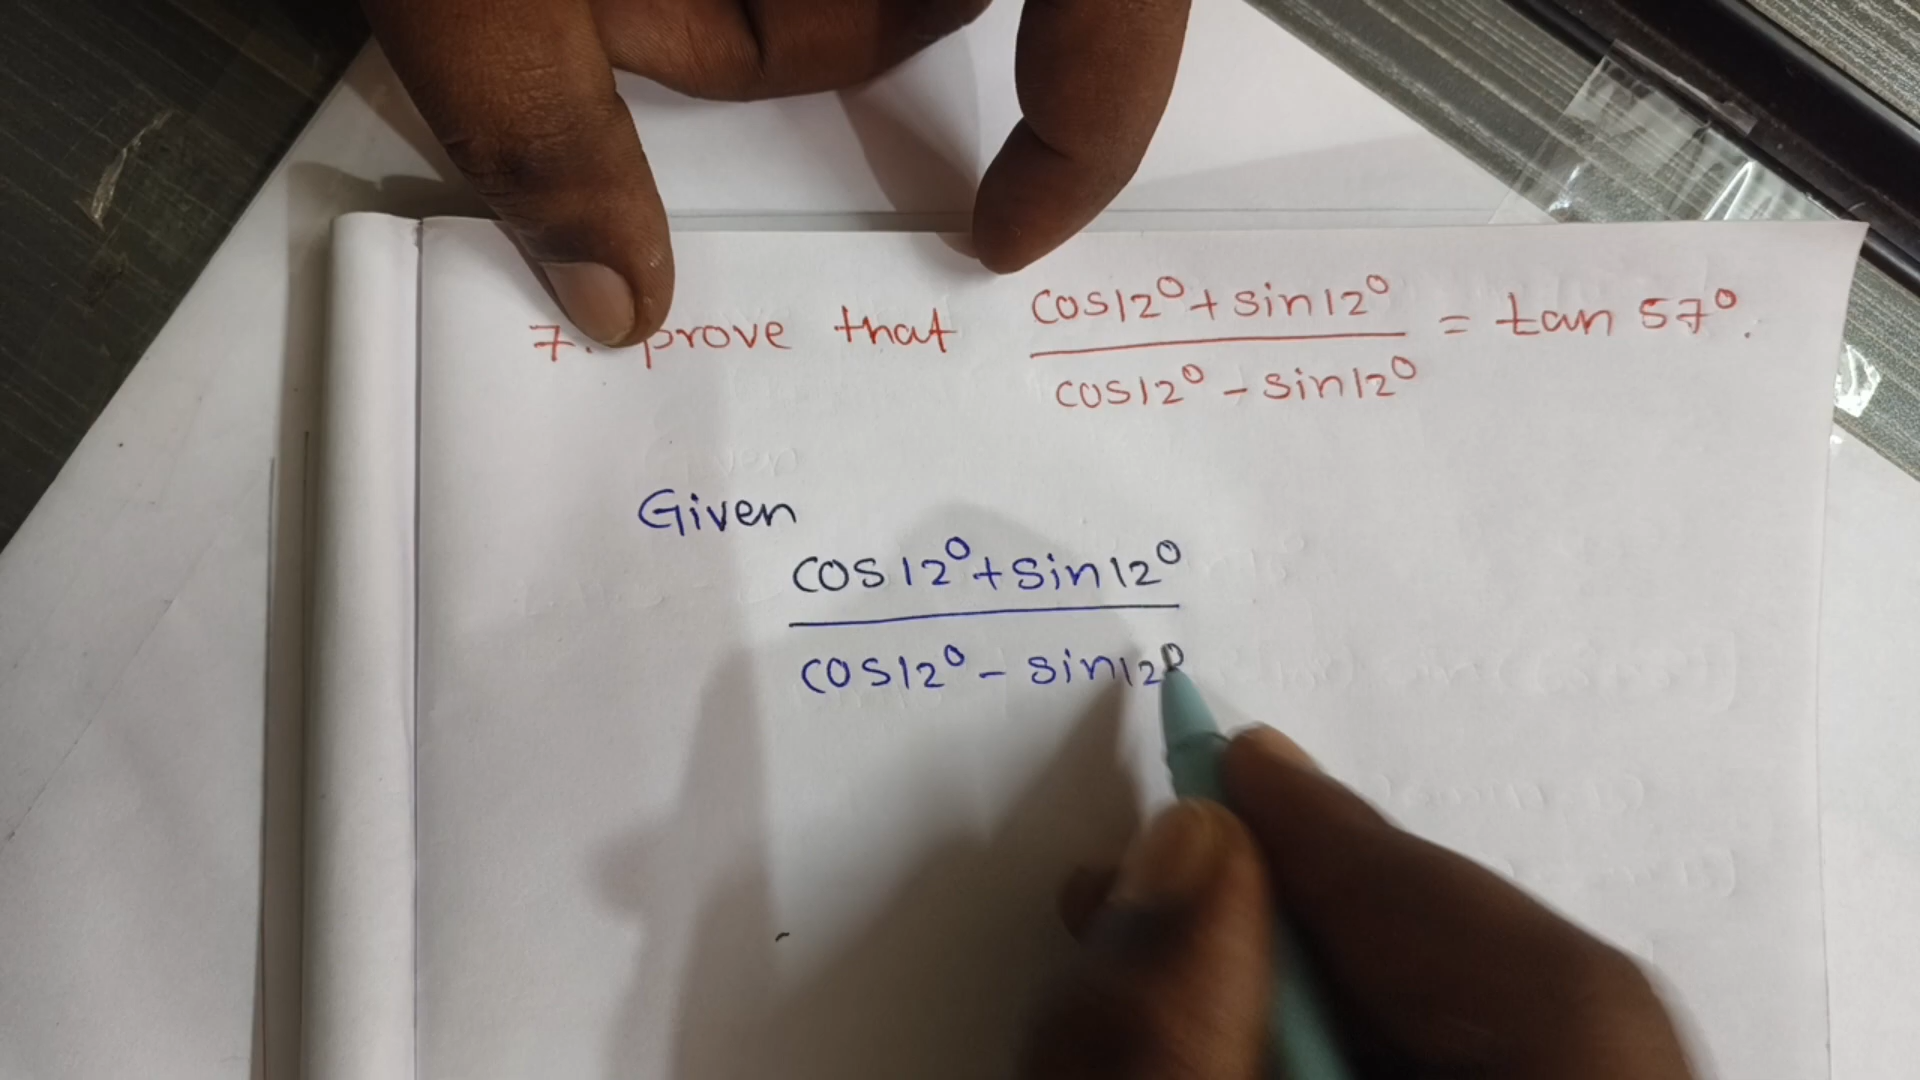 7. prove that cos12°+sin12° / cos12° - sin12° = tan 57°.
Given
cos12°+sin12°
cos12° - sin12°